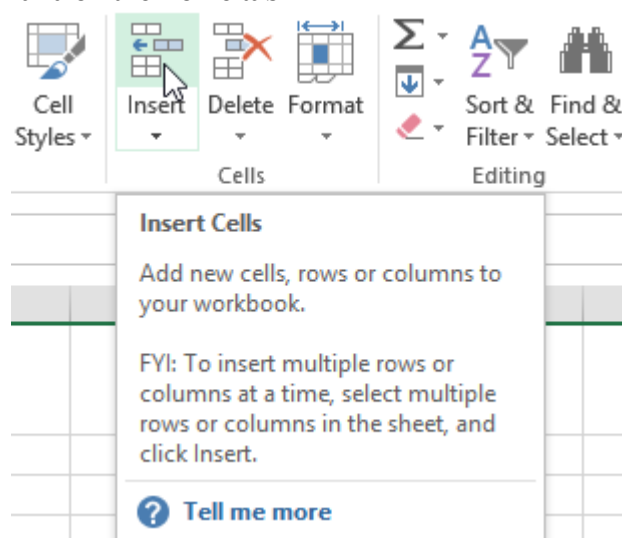 Cell
Styles
Insert
Delete
Format
Sort &
Filter
Find &
Select
Cells
Editing
Insert Cells
Add new cells, rows or columns to
your workbook.
FYI: To insert multiple rows or
columns at a time, select multiple
rows or columns in the sheet, and
click Insert.
Tell me more